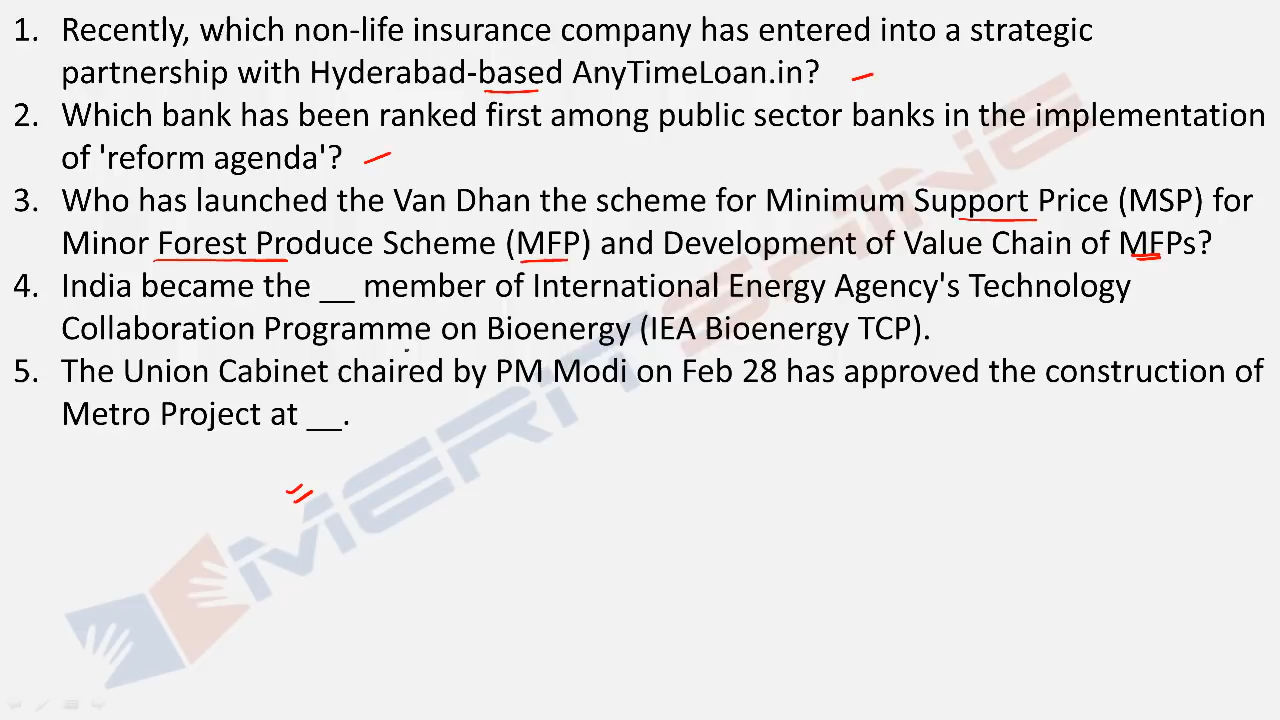 1. Recently, which non-life insurance company has entered into a strategic
partnership with Hyderabad-based AnyTimeLoan.in?
2. Which bank has been ranked first among public sector banks in the implementation
of 'reform agenda'?
3. Who has launched the Van Dhan the scheme for Minimum Support Price (MSP) for
Minor Forest Produce Scheme (MFP) and Development of Value Chain of MFPs?
4. India became the __ member of International Energy Agency's Technology
Collaboration Programme on Bioenergy (IEA Bioenergy TCP).
5. The Union Cabinet chaired by PM Modi on Feb 28 has approved the construction of
Metro Project at __.
MERITSHINE